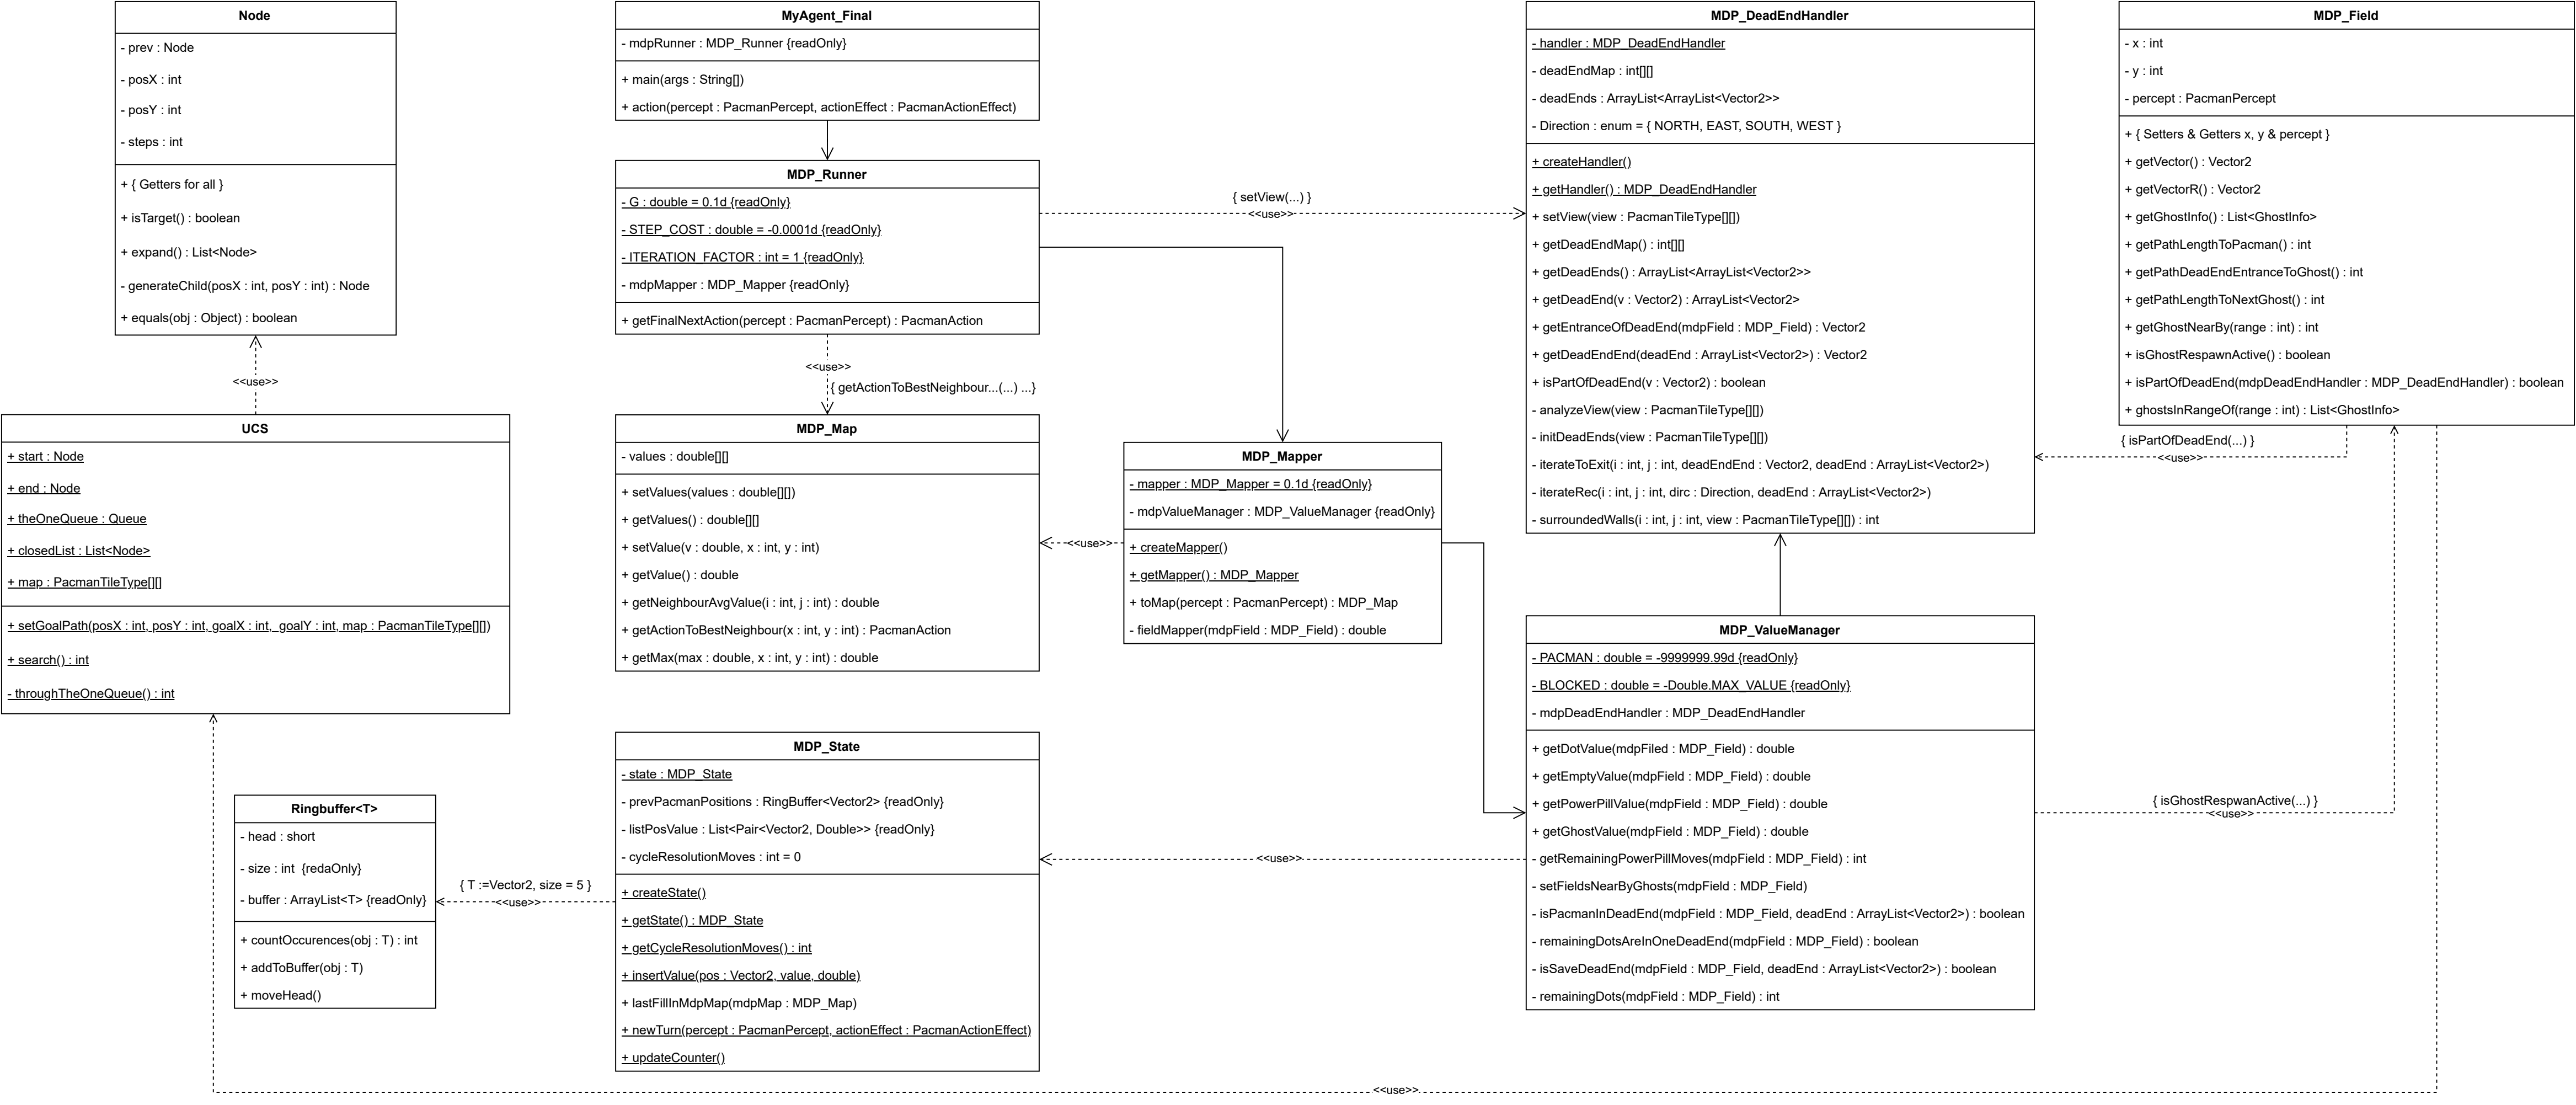 Node
- prev : Node
- posX : int
- posY : int
- steps : int
+ { Getters for all }
+ isTarget() : boolean
+ expand() : List<Node>
- generateChild(posX : int, posY : int) : Node
+ equals(obj : Object) : boolean
<<use>>
UCS
+ start : Node
+ end : Node
+ theOneQueue : Queue
+ closedList : List<Node>
+ map : PacmanTileType[][]
+ setGoalPath(posX : int, posY : int, goalX : int,  goalY : int, map : PacmanTileType[][])
+ search() : int
- throughTheOneQueue() : int
Ringbuffer<T>
- head : short
- size : int  {redaOnly}
- buffer : ArrayList<T> {readOnly}
+ countOccurences(obj : T) : int
+ addToBuffer(obj : T)
+ moveHead()
{ T :=Vector2, size = 5 }
<<use>>
MyAgent_Final
- mdpRunner : MDP_Runner {readOnly}
+ main(args : String[])
+ action(percept : PacmanPercept, actionEffect : PacmanActionEffect)
MDP_Runner
- G : double = 0.1d {readOnly}
- STEP_COST : double = -0.0001d {readOnly}
- ITERATION_FACTOR : int = 1 {readOnly}
- mdpMapper : MDP_Mapper {readOnly}
+ getFinalNextAction(percept : PacmanPercept) : PacmanAction
<<use>>
{ getActionToBestNeighbour...(...) ...}
{ setView(...) }
<<use>>
MDP_Map
- values : double[][]
+ setValues(values : double[][])
+ getValues() : double[][]
+ setValue(v : double, x : int, y : int)
+ getValue() : double
+ getNeighbourAvgValue(i : int, j : int) : double
+ getActionToBestNeighbour(x : int, y : int) : PacmanAction
+ getMax(max : double, x : int, y : int) : double
<<use>>
MDP_Mapper
- mapper : MDP_Mapper = 0.1d {readOnly}
- mdpValueManager : MDP_ValueManager {readOnly}
+ createMapper()
+ getMapper() : MDP_Mapper
+ toMap(percept : PacmanPercept) : MDP_Map
- fieldMapper(mdpField : MDP_Field) : double
MDP_State
- state : MDP_State
- prevPacmanPositions : RingBuffer<Vector2> {readOnly}
- listPosValue : List<Pair<Vector2, Double>> {readOnly}
- cycleResolutionMoves : int = 0
+ createState()
+ getState() : MDP_State
+ getCycleResolutionMoves() : int
+ insertValue(pos : Vector2, value, double)
+ lastFillInMdpMap(mdpMap : MDP_Map)
+ newTurn(percept : PacmanPercept, actionEffect : PacmanActionEffect)
+ updateCounter()
<<use>>
MDP_DeadEndHandler
- handler : MDP_DeadEndHandler
- deadEndMap : int[][]
- deadEnds : ArrayList<ArrayList<Vector2>>
- Direction : enum = { NORTH, EAST, SOUTH, WEST }
+ createHandler()
+ getHandler() : MDP_DeadEndHandler
+ setView(view : PacmanTileType[][])
+ getDeadEndMap() : int[][]
+ getDeadEnds() : ArrayList<ArrayList<Vector2>>
+ getDeadEnd(v : Vector2) : ArrayList<Vector2>
+ getEntranceOfDeadEnd(mdpField : MDP_Field) : Vector2
+ getDeadEndEnd(deadEnd : ArrayList<Vector2>) : Vector2
+ isPartOfDeadEnd(v : Vector2) : boolean
- analyzeView(view : PacmanTileType[][])
- initDeadEnds(view : PacmanTileType[][])
- iterateToExit(i : int, j : int, deadEndEnd : Vector2, deadEnd : ArrayList<Vector2>)
- iterateRec(i : int, j : int, dirc : Direction, deadEnd : ArrayList<Vector2>)
- surroundedWalls(i : int, j : int, view : PacmanTileType[][]) : int
MDP_ValueManager
- PACMAN : double = -9999999.99d {readOnly}
- BLOCKED : double = -Double.MAX_VALUE {readOnly}
- mdpDeadEndHandler : MDP_DeadEndHandler
+ getDotValue(mdpFiled : MDP_Field) : double
+ getEmptyValue(mdpField : MDP_Field) : double
+ getPowerPillValue(mdpField : MDP_Field) : double
+ getGhostValue(mdpField : MDP_Field) : double
- getRemainingPowerPillMoves(mdpField : MDP_Field) : int
- setFieldsNearByGhosts(mdpField : MDP_Field)
- isPacmanInDeadEnd(mdpField : MDP_Field, deadEnd : ArrayList<Vector2>) : boolean
- remainingDotsAreInOneDeadEnd(mdpField : MDP_Field) : boolean
- isSaveDeadEnd(mdpField : MDP_Field, deadEnd : ArrayList<Vector2>) : boolean
- remainingDots(mdpField : MDP_Field) : int
MDP_Field
- x : int
- y : int
- percept : PacmanPercept
+ { Setters & Getters x, y & percept }
+ getVector() : Vector2
+ getVectorR() : Vector2
+ getGhostInfo() : List<GhostInfo>
+ getPathLengthToPacman() : int
+ getPathDeadEndEntranceToGhost() : int
+ getPathLengthToNextGhost() : int
+ getGhostNearBy(range : int) : int
+ isGhostRespawnActive() : boolean
+ isPartOfDeadEnd(mdpDeadEndHandler : MDP_DeadEndHandler) : boolean
+ ghostsInRangeOf(range : int) : List<GhostInfo>
{ isPartOfDeadEnd(...) }
<<use>>
{ isGhostRespwanActive(...) }
<<use>>
<<use>>